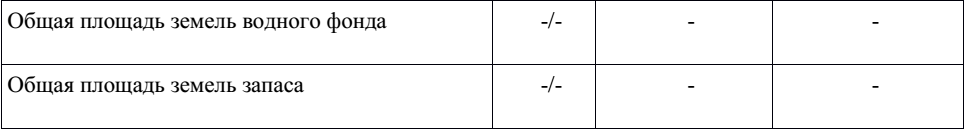 Общая площадь земель водного фонда -/- - -
Общая площадь земель запаса -/- - -